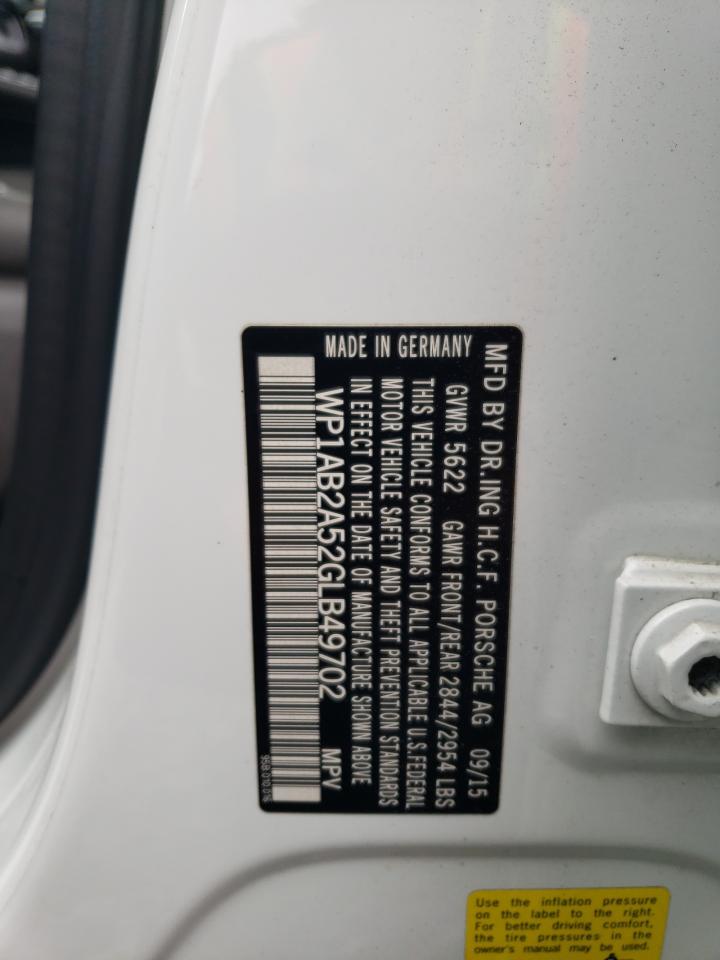 MFD BY DR.ING H.C.F. PORSCHE AG 09/15
GVWR 5622 GAWR FRONT/REAR 2844/2954 LBS
THIS VEHICLE CONFORMS TO ALL APPLICABLE U.S.FEDERAL
MOTOR VEHICLE SAFETY AND THEFT PREVENTION STANDARDS
IN EFFECT ON THE DATE OF MANUFACTURE SHOWN ABOVE
WP1AB2A52GLB49702 MPV
MADE IN GERMANY
Use the inflation pressure
on the label to the right.
For better driving comfort,
the tire pressures in the
owner's manual may be used.